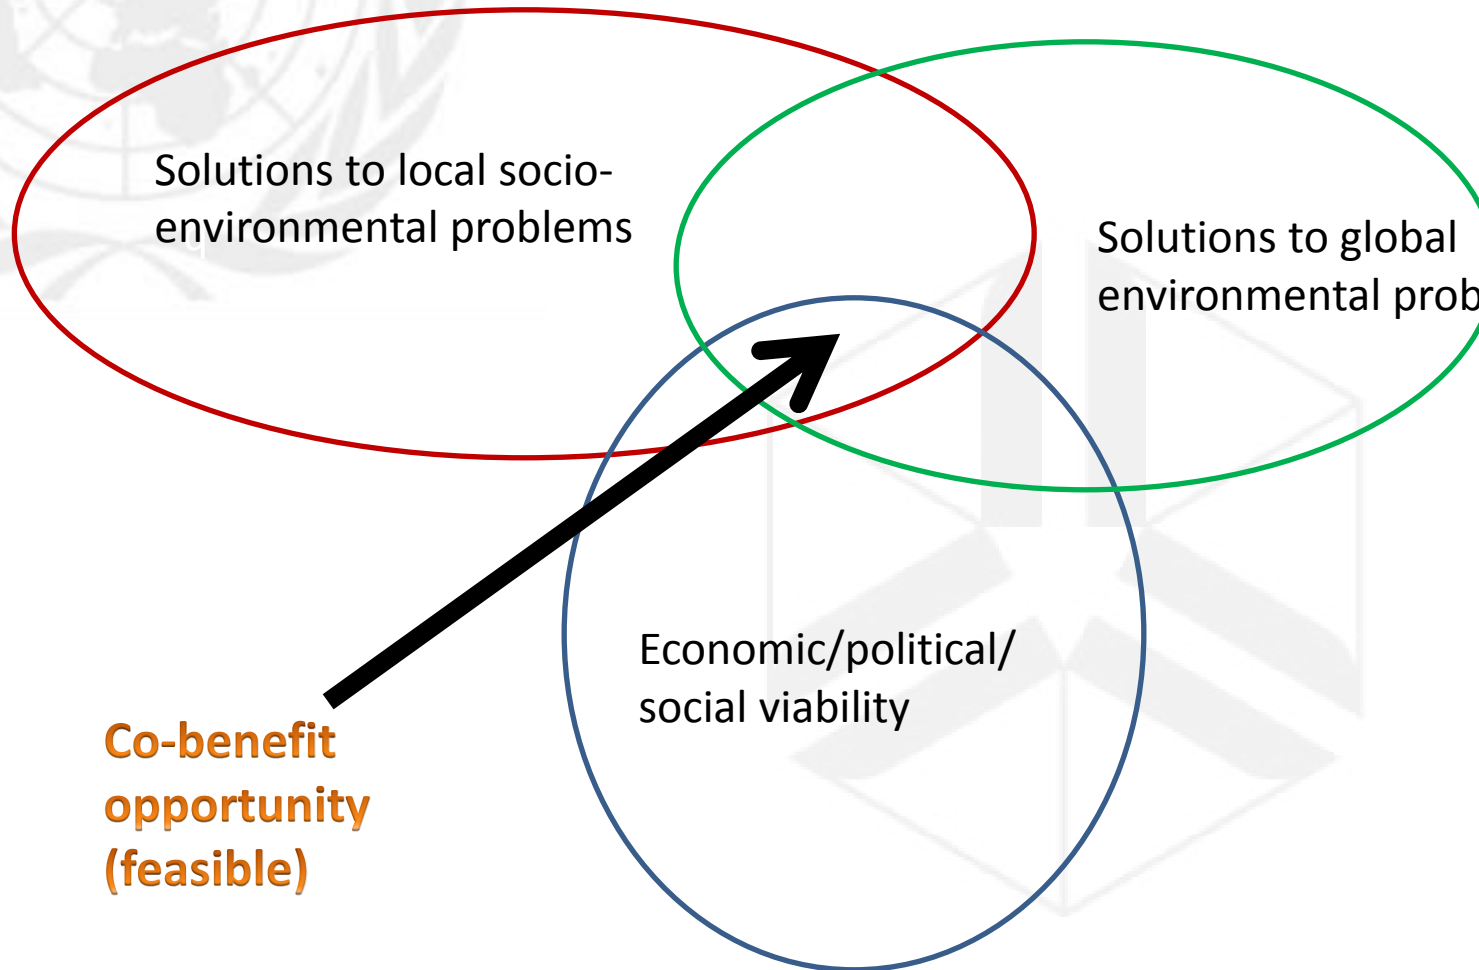 Solutions to local socio-
environmental problems
q
Solutions to global
environmental prob
Economic/political/
social viability
Co-benefit
opportunity
(feasible)